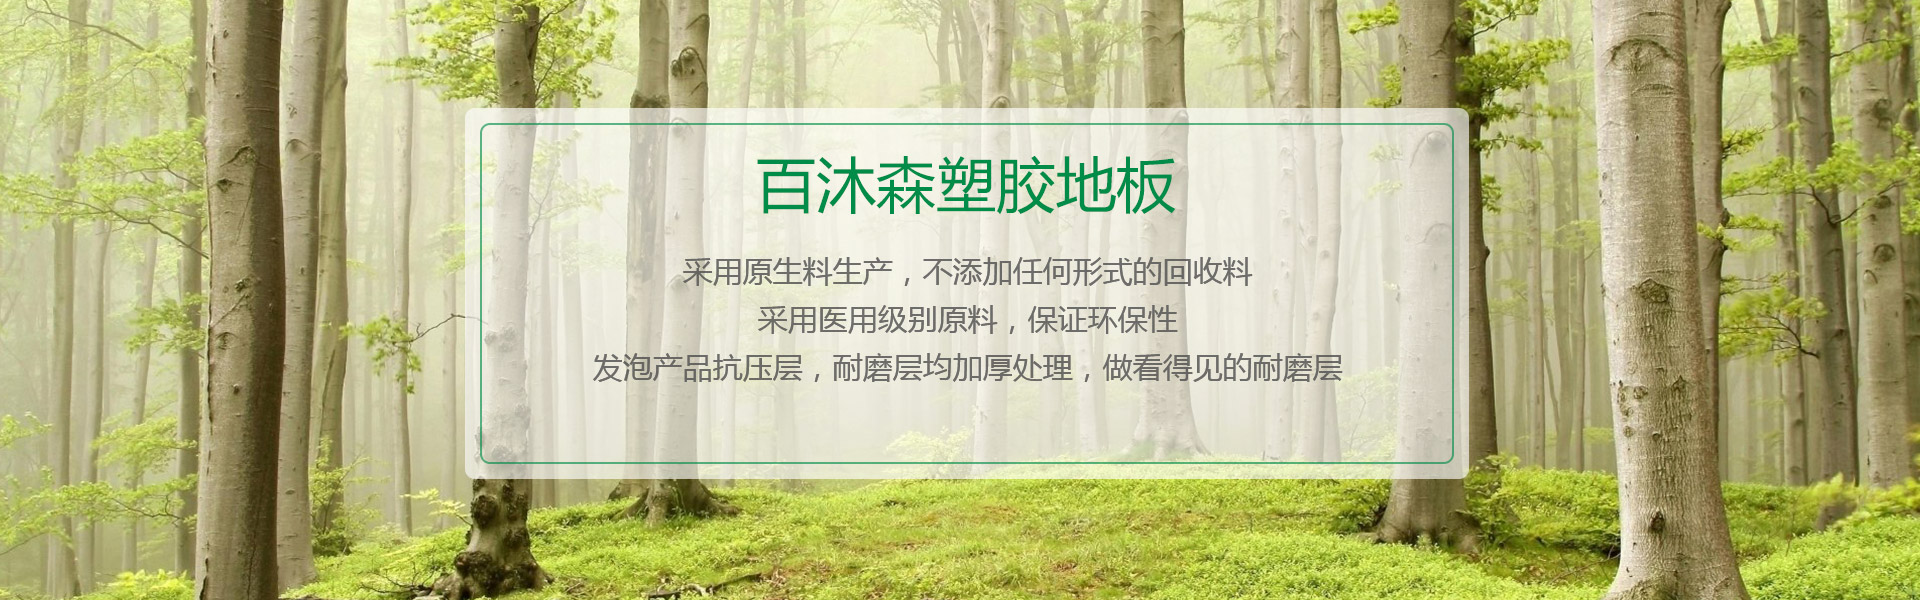 百沐森塑胶地板
采用原生料生产，不添加任何形式的回收料
采用医用级别原料，保证环保性
发泡产品抗压层，耐磨层均加厚处理，做看得见的耐磨层